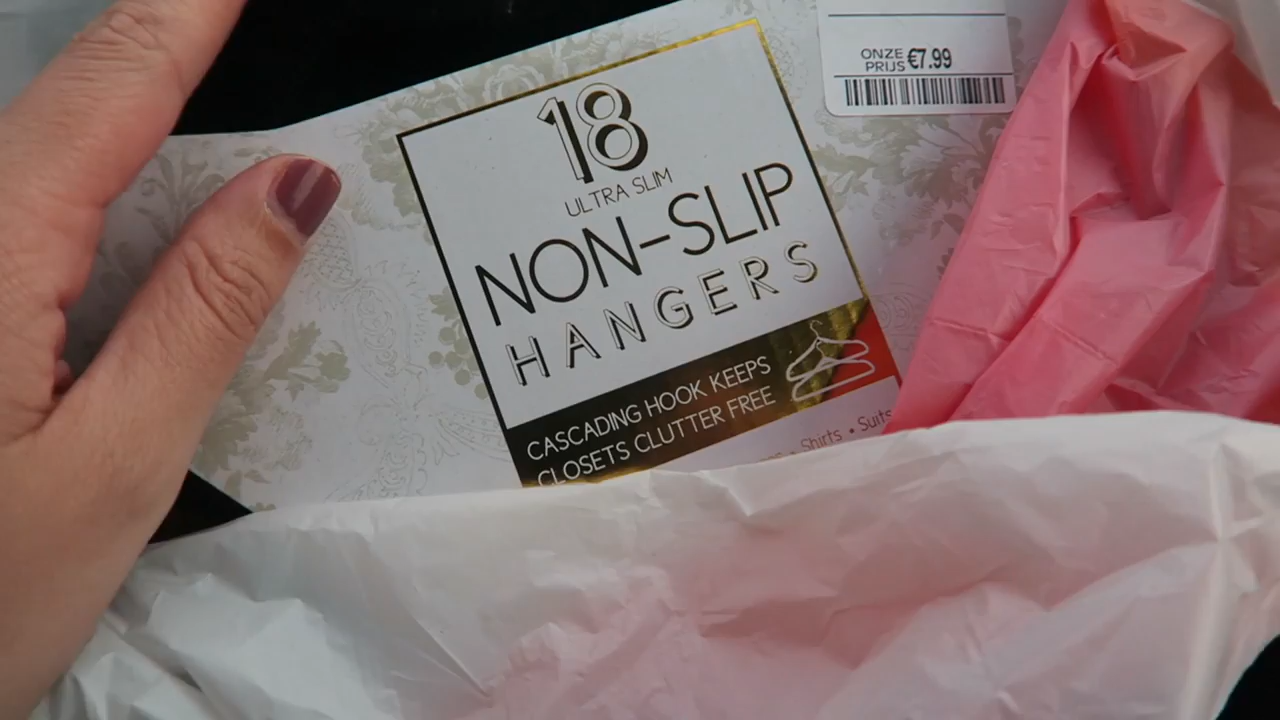 ONZE
PRIJS €7.99
18
ULTRA SLIM
NON-SLIP
HANGERS
CASCADING HOOK KEEPS
CLOSETS CLUTTER FREE
• Shirts • Suits